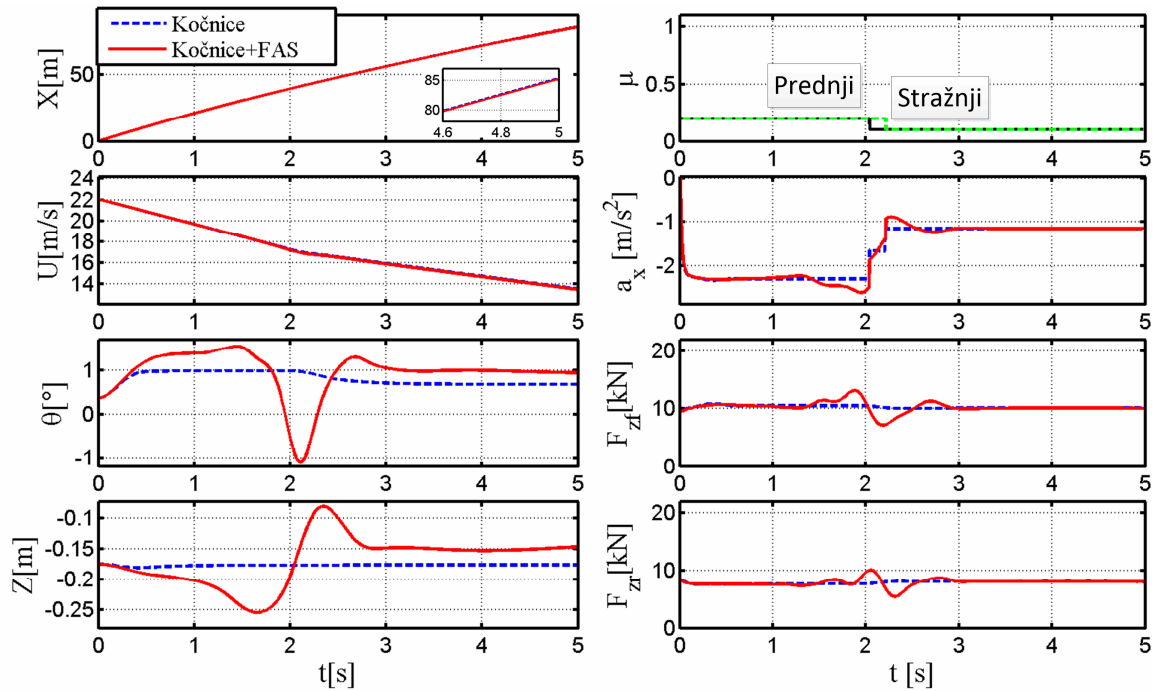 Kočnice
Kočnice+FAS
X[m]
50
0
85
80
4.6 4.8 5
0 1 2 3 4 5
U[m/s]
24
22
20
18
16
14
0 1 2 3 4 5
θ[°]
1
0
-1
0 1 2 3 4 5
Z[m]
-0.1
-0.15
-0.2
-0.25
0 1 2 3 4 5
t[s]
μ
1
0.5
0
Prednji
Stražnji
0 1 2 3 4 5
a_x [m/s²]
0
-1
-2
0 1 2 3 4 5
F_zf[kN]
20
10
0
0 1 2 3 4 5
F_zr[kN]
20
10
0
0 1 2 3 4 5
t [s]